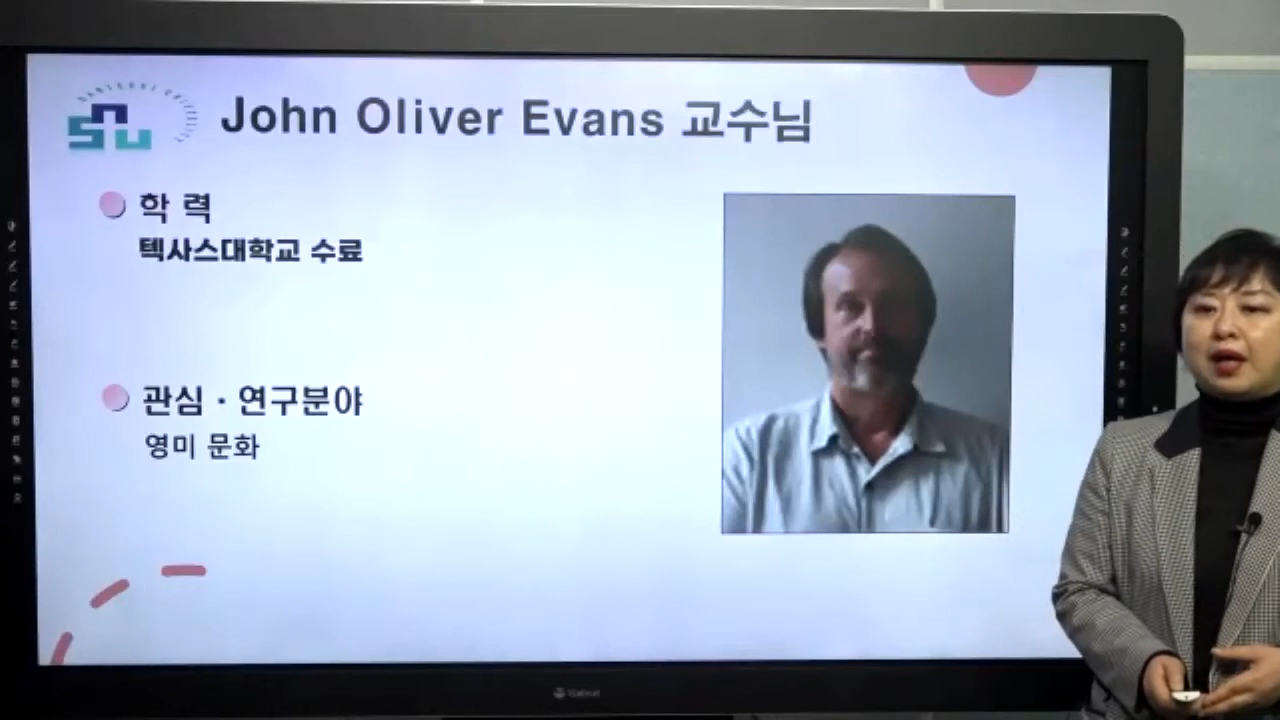 John Oliver Evans 교수님
snu
학 력
텍사스대학교 수료
관심 · 연구분야
영미 문화